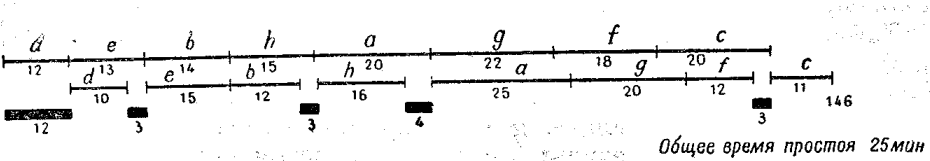 d e b h a g f c
12 13 14 15 20 22 18 20
d e b h a g f c
10 15 12 16 25 20 12 11 146
12 3 3 4 3
Общее время простоя 25мин